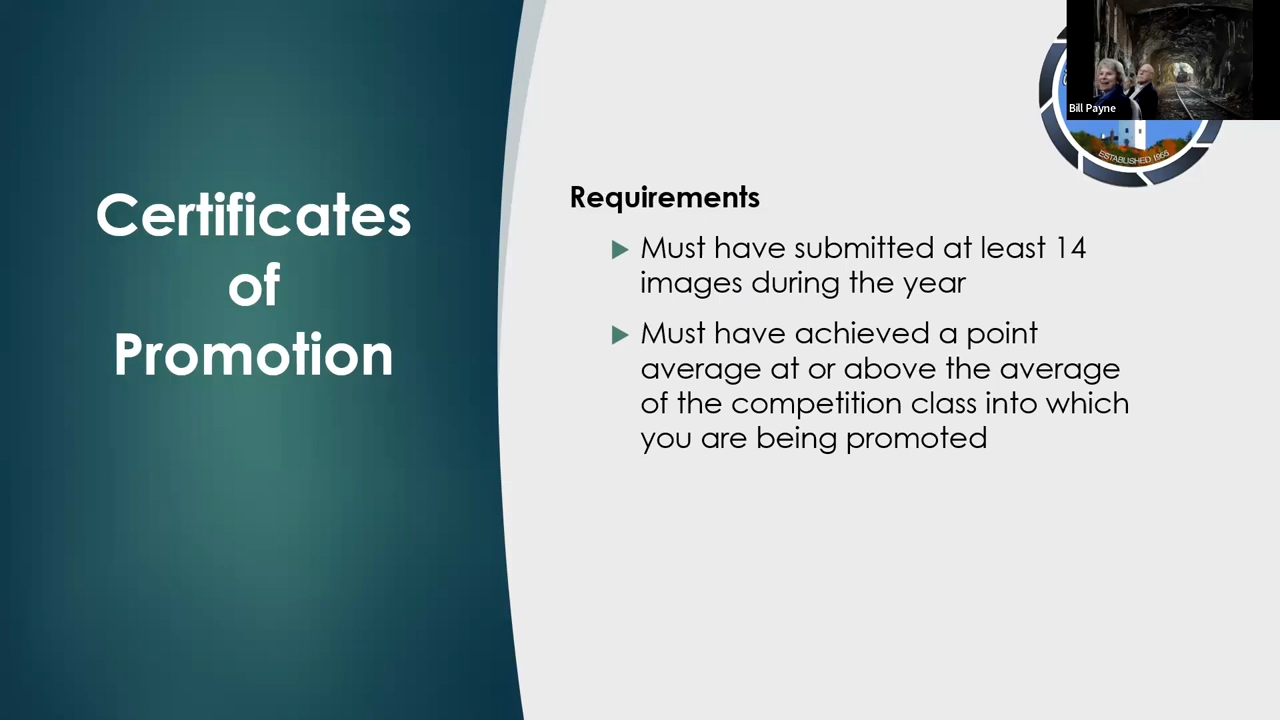 Certificates
of
Promotion
Bill Payne
ESTABLISHED 1955
Requirements
Must have submitted at least 14
images during the year
Must have achieved a point
average at or above the average
of the competition class into which
you are being promoted